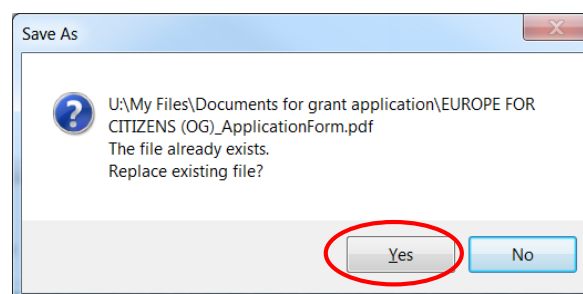 Save As
U:\My Files\Documents for grant application\EUROPE FOR
CITIZENS (OG)_ApplicationForm.pdf
The file already exists.
Replace existing file?
Yes
No